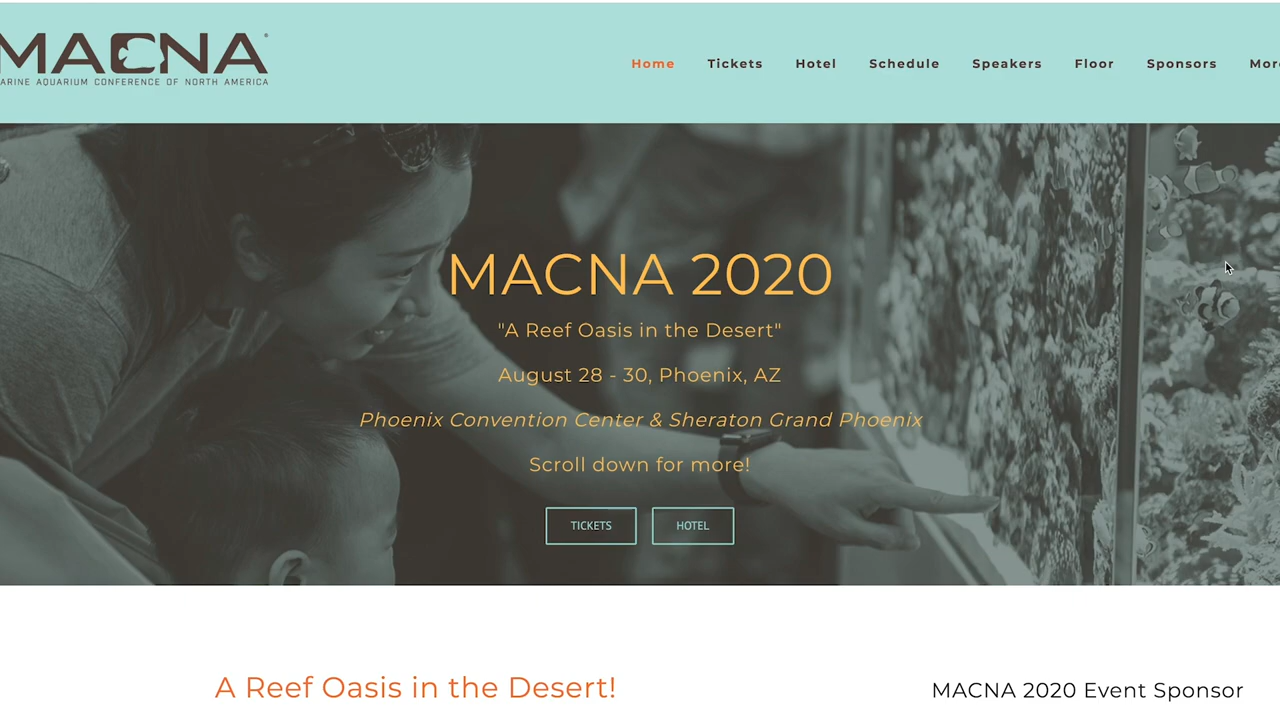 MACNA®
ARINE AQUARIUM CONFERENCE OF NORTH AMERICA
Home Tickets Hotel Schedule Speakers Floor Sponsors Mor
MACNA 2020
"A Reef Oasis in the Desert"
August 28 - 30, Phoenix, AZ
Phoenix Convention Center & Sheraton Grand Phoenix
Scroll down for more!
TICKETS HOTEL
A Reef Oasis in the Desert!
MACNA 2020 Event Sponsor